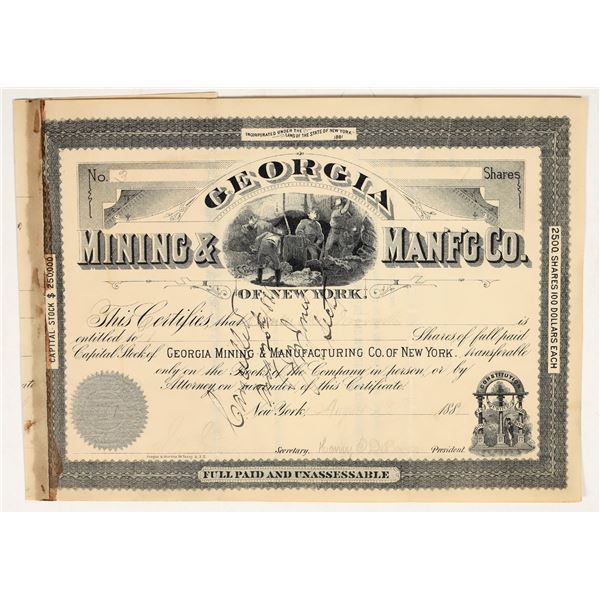 INCORPORATED UNDER THE
LAWS OF THE STATE OF NEW YORK
1881
No. Shares
GEORGIA
MINING & MANF'G CO.
OF NEW YORK.
CAPITAL STOCK $ 250,000
2500 SHARES 100 DOLLARS EACH
This Certifies that is
entitled to Shares of full paid
Capital Stock of GEORGIA MINING & MANUFACTURING CO. OF NEW YORK. transferable
only on the Books of the Company in person, or by
Attorney on surrender of this Certificate.
New York 188
CONSTITUTION
Secretary. President.
FULL PAID AND UNASSESSABLE